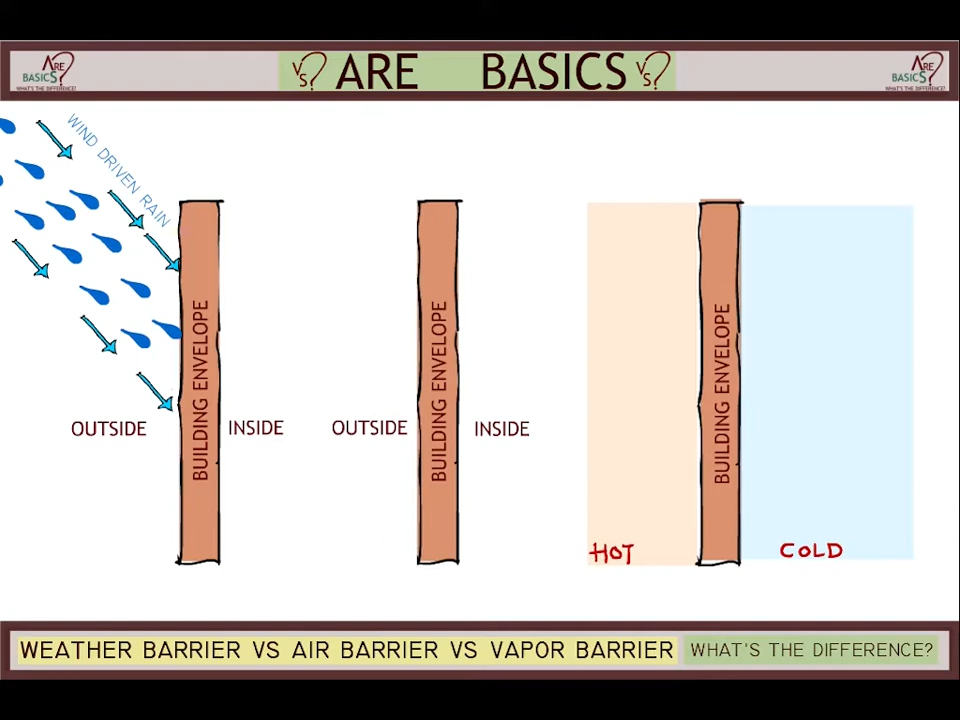 ARE
BASICS
WHAT'S THE DIFFERENCE?
VS? ARE BASICS VS?
ARE
BASICS
WHAT'S THE DIFFERENCE?
WIND DRIVEN RAIN
BUILDING ENVELOPE
OUTSIDE
INSIDE
BUILDING ENVELOPE
OUTSIDE
INSIDE
BUILDING ENVELOPE
HOT
COLD
WEATHER BARRIER VS AIR BARRIER VS VAPOR BARRIER
WHAT'S THE DIFFERENCE?